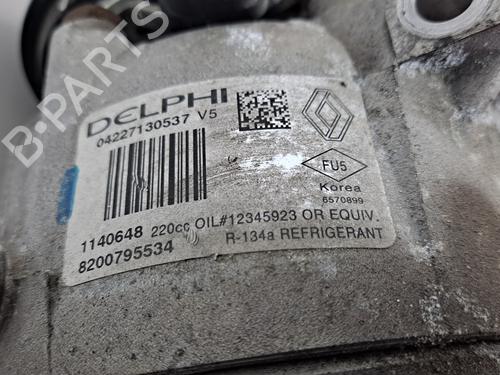 DELPHI
04227130537 V5
FU5
Korea
6570899
1140648 220cc OIL#12345923 OR EQUIV.
8200795534 R-134a REFRIGERANT
B-PARTS